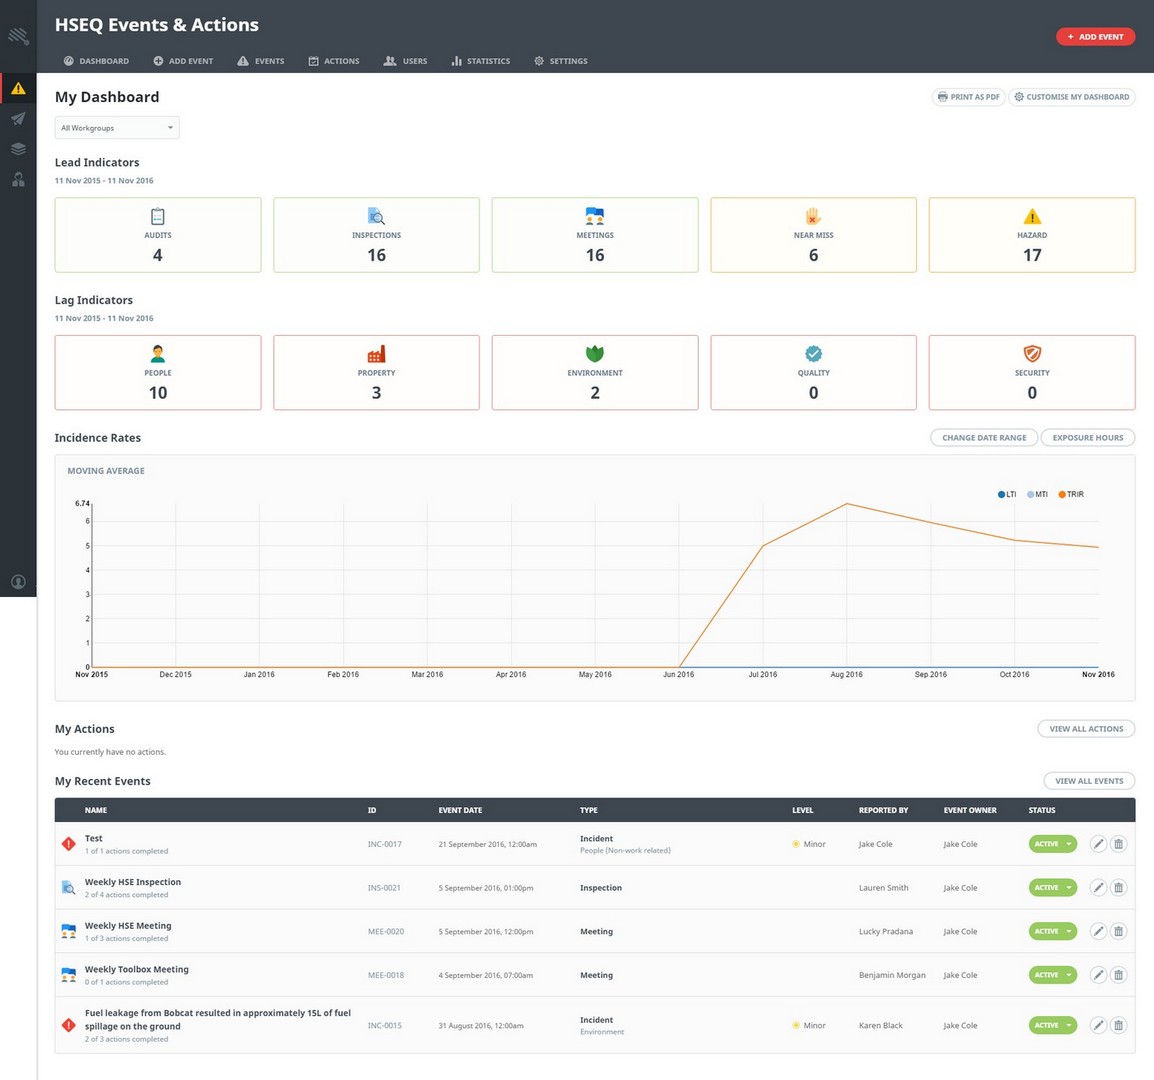 HSEQ Events & Actions
+ ADD EVENT
DASHBOARD ADD EVENT EVENTS ACTIONS USERS STATISTICS SETTINGS
My Dashboard
PRINT AS PDF CUSTOMISE MY DASHBOARD
All Workgroups
Lead Indicators
11 Nov 2015 - 11 Nov 2016
AUDITS INSPECTIONS MEETINGS NEAR MISS HAZARD
4 16 16 6 17
Lag Indicators
11 Nov 2015 - 11 Nov 2016
PEOPLE PROPERTY ENVIRONMENT QUALITY SECURITY
10 3 2 0 0
Incidence Rates
CHANGE DATE RANGE EXPOSURE HOURS
MOVING AVERAGE
LTI MTI TRIR
6.74
6
5
4
3
2
1
0
Nov 2015 Dec 2015 Jan 2016 Feb 2016 Mar 2016 Apr 2016 May 2016 Jun 2016 Jul 2016 Aug 2016 Sep 2016 Oct 2016 Nov 2016
My Actions
VIEW ALL ACTIONS
You currently have no actions.
My Recent Events
VIEW ALL EVENTS
NAME ID EVENT DATE TYPE LEVEL REPORTED BY EVENT OWNER STATUS
Test
1 of 1 actions completed
INC-0017
21 September 2016, 12:00am
Incident
People (Non-work related)
Minor
Jake Cole
Jake Cole
ACTIVE
Weekly HSE Inspection
2 of 4 actions completed
INS-0021
5 September 2016, 01:00pm
Inspection
Lauren Smith
Jake Cole
ACTIVE
Weekly HSE Meeting
1 of 3 actions completed
MEE-0020
5 September 2016, 12:00pm
Meeting
Lucky Pradana
Jake Cole
ACTIVE
Weekly Toolbox Meeting
0 of 1 actions completed
MEE-0018
4 September 2016, 07:00am
Meeting
Benjamin Morgan
Jake Cole
ACTIVE
Fuel leakage from Bobcat resulted in approximately 15L of fuel
spillage on the ground
2 of 3 actions completed
INC-0015
31 August 2016, 12:00am
Incident
Environment
Minor
Karen Black
Jake Cole
ACTIVE